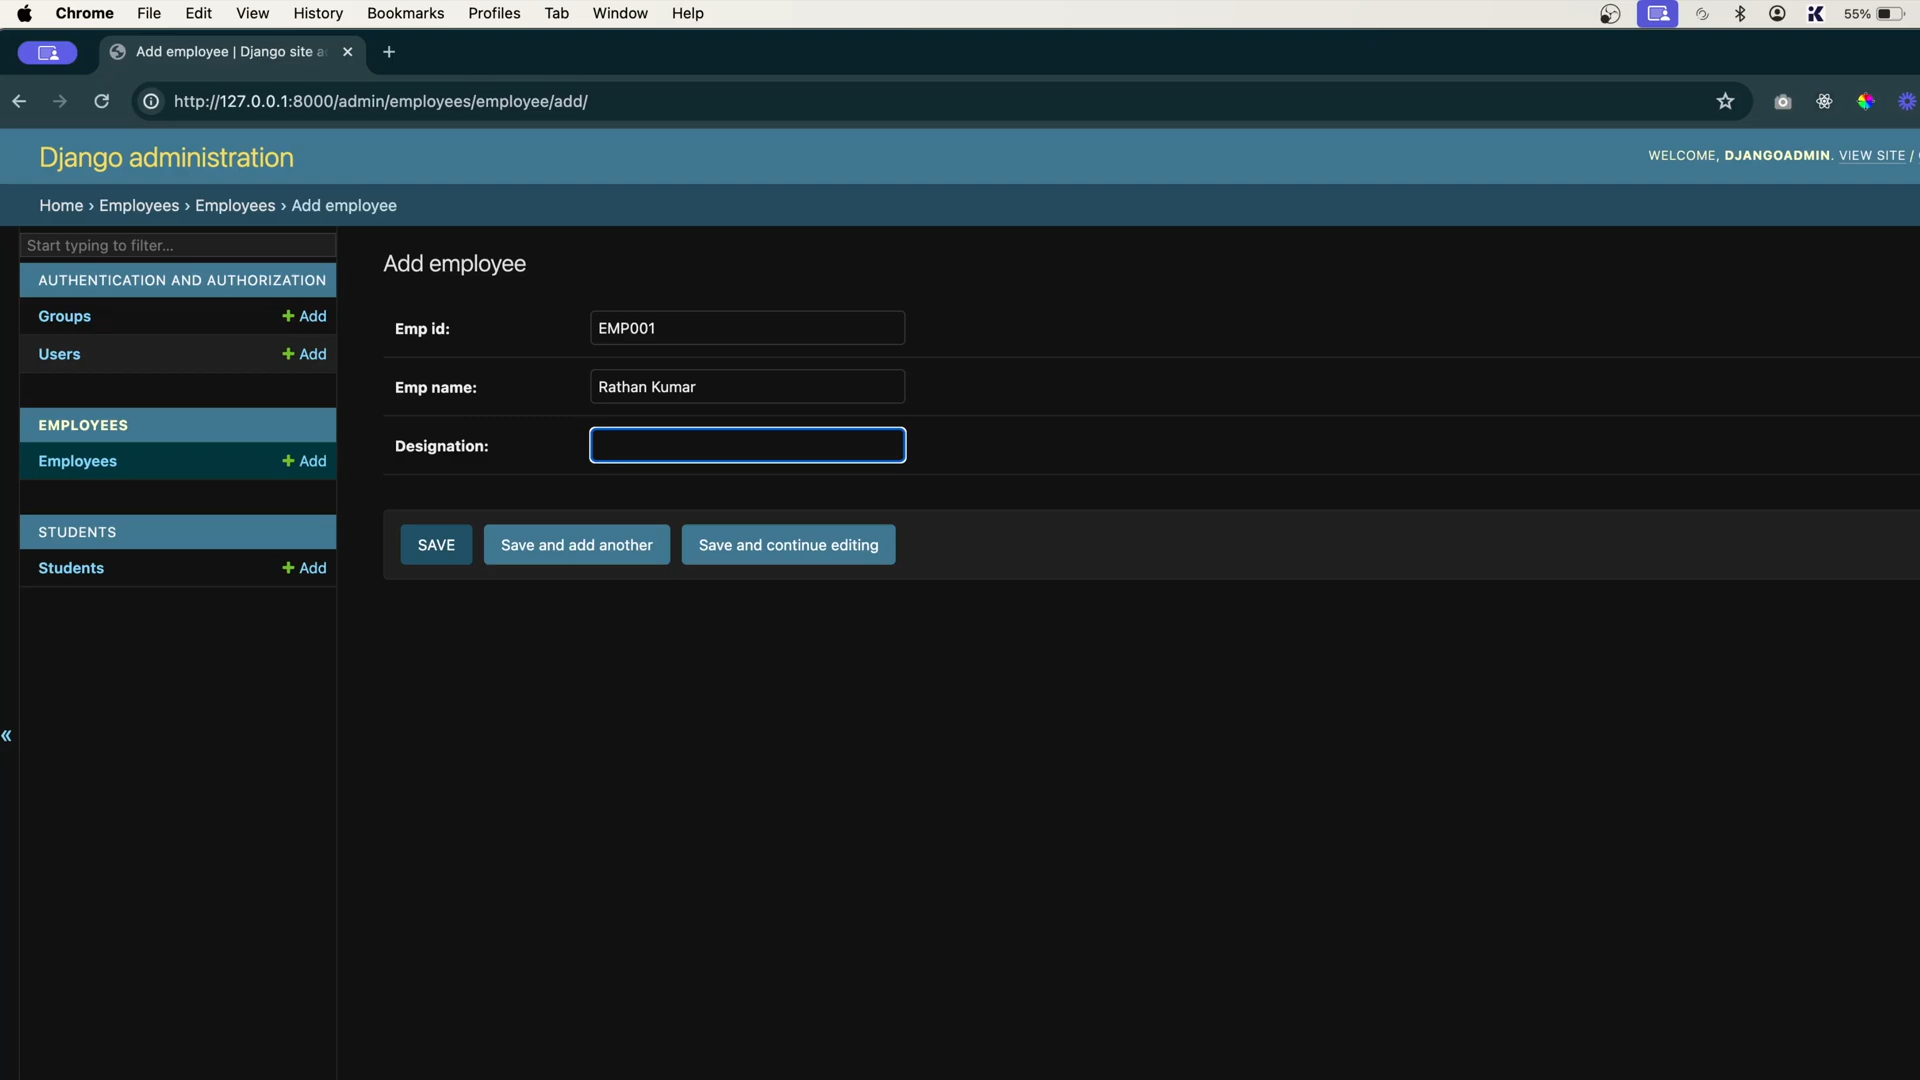 Chrome File Edit View History Bookmarks Profiles Tab Window Help 55%
Add employee | Django site a
http://127.0.0.1:8000/admin/employees/employee/add/
Django administration
WELCOME, DJANGOADMIN. VIEW SITE /
Home › Employees › Employees › Add employee
Start typing to filter...
AUTHENTICATION AND AUTHORIZATION
Groups + Add
Users + Add
EMPLOYEES
Employees + Add
STUDENTS
Students + Add
«
Add employee
Emp id: EMP001
Emp name: Rathan Kumar
Designation:
SAVE Save and add another Save and continue editing